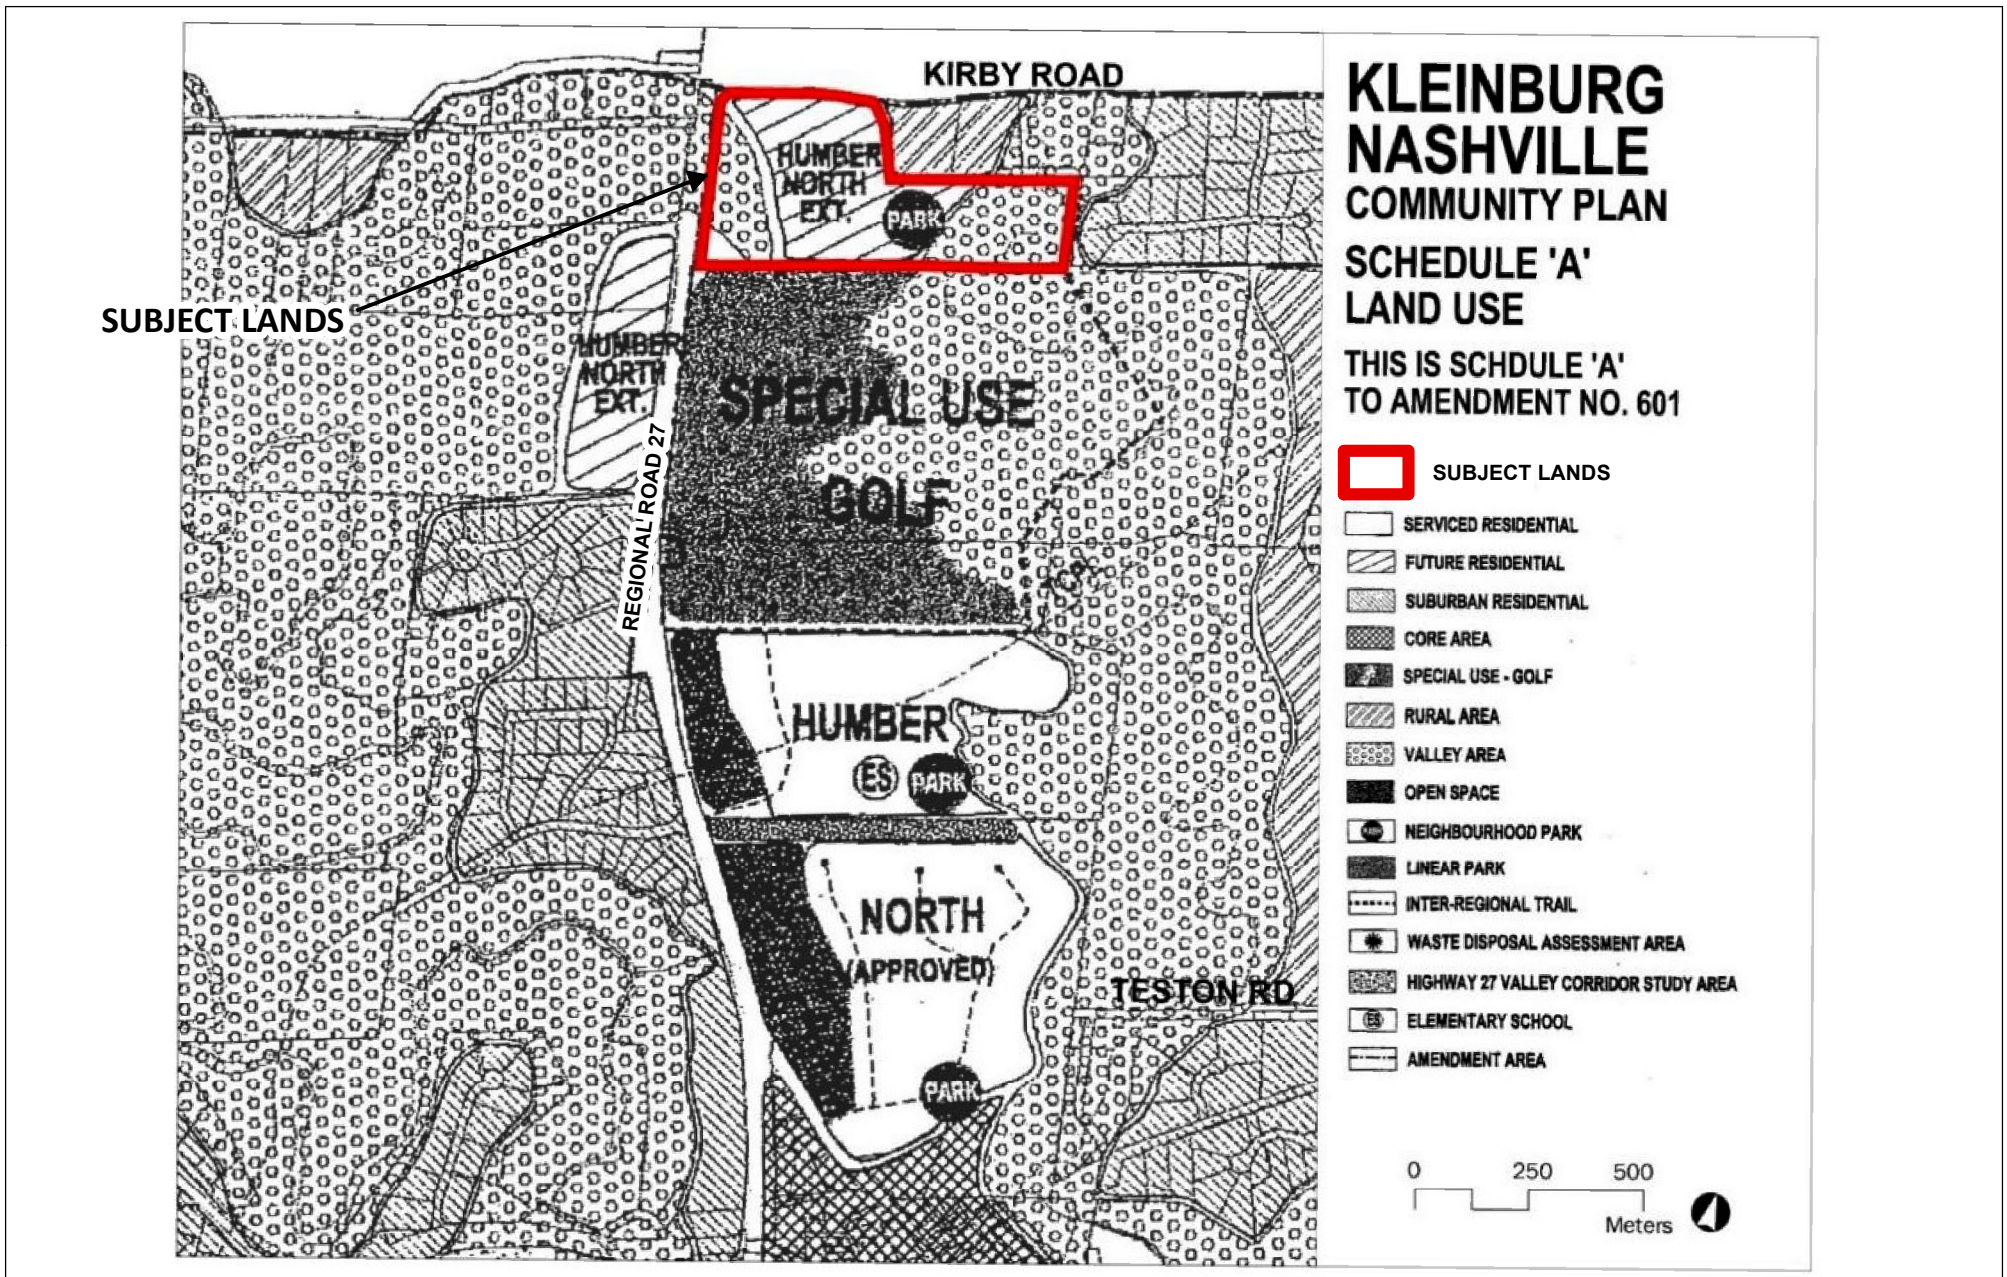 KIRBY ROAD
HUMBER
NORTH
EXT.
PARK
SUBJECT LANDS
HUMBER
NORTH
EXT.
SPECIAL USE
GOLF
REGIONAL ROAD 27
HUMBER
ES
PARK
NORTH
(APPROVED)
TESTON RD
PARK
KLEINBURG
NASHVILLE
COMMUNITY PLAN
SCHEDULE 'A'
LAND USE
THIS IS SCHDULE 'A'
TO AMENDMENT NO. 601
SUBJECT LANDS
SERVICED RESIDENTIAL
FUTURE RESIDENTIAL
SUBURBAN RESIDENTIAL
CORE AREA
SPECIAL USE - GOLF
RURAL AREA
VALLEY AREA
OPEN SPACE
NEIGHBOURHOOD PARK
LINEAR PARK
INTER-REGIONAL TRAIL
WASTE DISPOSAL ASSESSMENT AREA
HIGHWAY 27 VALLEY CORRIDOR STUDY AREA
ES ELEMENTARY SCHOOL
AMENDMENT AREA
0 250 500
Meters